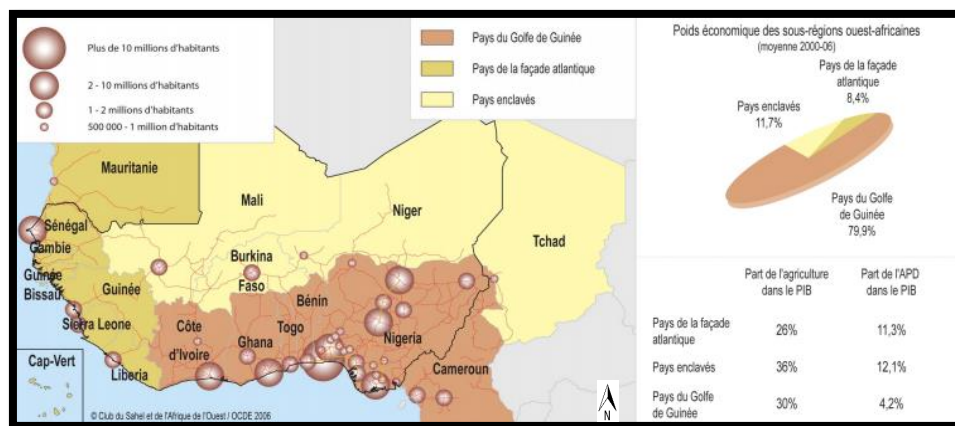 Plus de 10 millions d'habitants
2 - 10 millions d'habitants
1 - 2 millions d'habitants
500 000 - 1 million d'habitants
Pays du Golfe de Guinée
Pays de la façade atlantique
Pays enclavés
Mauritanie
Mali
Niger
Tchad
Sénégal
Gambie
Guinée
Bissau
Guinée
Burkina
Faso
Bénin
Sierra Leone
Côte
d'Ivoire
Ghana
Togo
Nigeria
Cameroun
Liberia
Cap-Vert
© Club du Sahel et de l'Afrique de l'Ouest / OCDE 2006
N
Poids économique des sous-régions ouest-africaines
(moyenne 2000-06)
Pays de la façade
atlantique
8,4%
Pays enclavés
11,7%
Pays du Golfe
de Guinée
79,9%
Part de l'agriculture
dans le PIB
Part de l'APD
dans le PIB
Pays de la façade
atlantique
26%
11,3%
Pays enclavés
36%
12,1%
Pays du Golfe
de Guinée
30%
4,2%